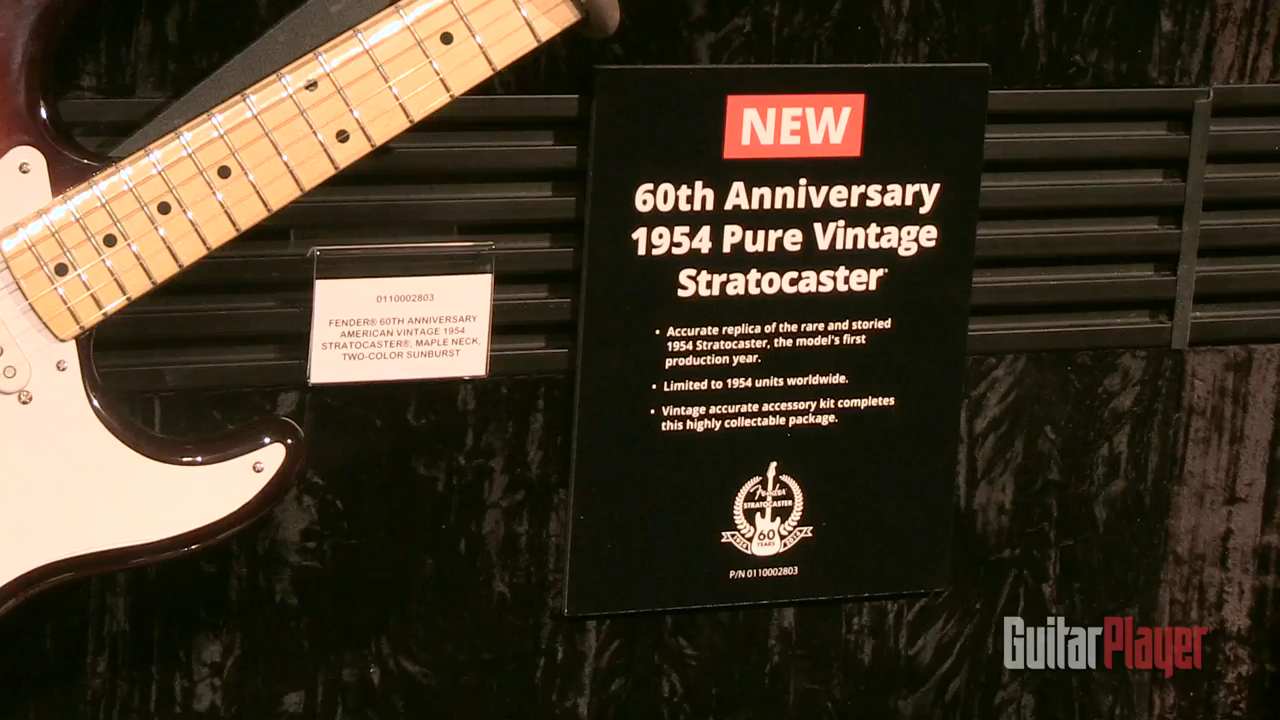 NEW
60th Anniversary
1954 Pure Vintage
Stratocaster®
• Accurate replica of the rare and storied
1954 Stratocaster, the model's first
production year.
• Limited to 1954 units worldwide.
• Vintage accurate accessory kit completes
this highly collectable package.
Fender
STRATOCASTER
1954
60
YEARS
2014
P/N 0110002803
0110002803
FENDER® 60TH ANNIVERSARY
AMERICAN VINTAGE 1954
STRATOCASTER®, MAPLE NECK,
TWO-COLOR SUNBURST
GuitarPlayer